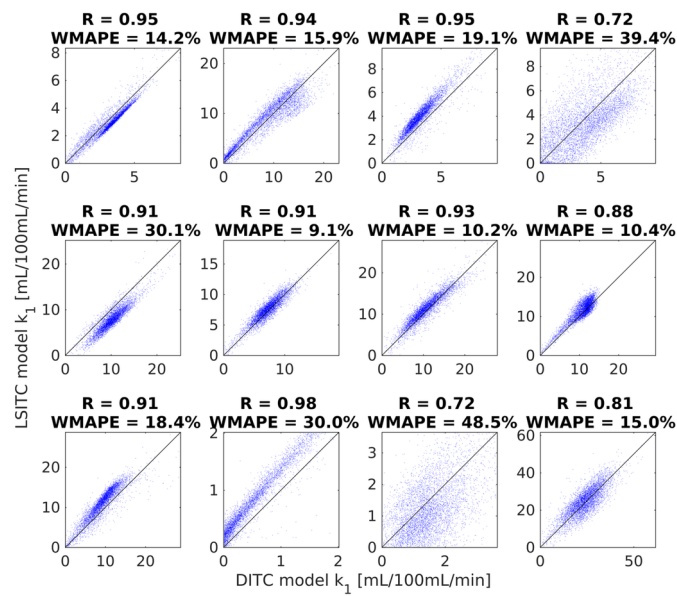 R = 0.95 R = 0.94 R = 0.95 R = 0.72
WMAPE = 14.2% WMAPE = 15.9% WMAPE = 19.1% WMAPE = 39.4%
8 20 8 8
6 6 6
4 10 4 4
2 2 2
0 0 0 0
0 5 0 10 20 0 5 0 5
R = 0.91 R = 0.91 R = 0.93 R = 0.88
WMAPE = 30.1% WMAPE = 9.1% WMAPE = 10.2% WMAPE = 10.4%
20 15 20 20
10 10 10 10
5
0 0 0 0
0 10 20 0 10 0 10 20 0 10 20
R = 0.91 R = 0.98 R = 0.72 R = 0.81
WMAPE = 18.4% WMAPE = 30.0% WMAPE = 48.5% WMAPE = 15.0%
20 2 3 60
10 1 2 40
1 20
0 0 0 0
0 10 20 0 1 2 0 2 0 50
LSITC model k1 [mL/100mL/min]
DITC model k1 [mL/100mL/min]